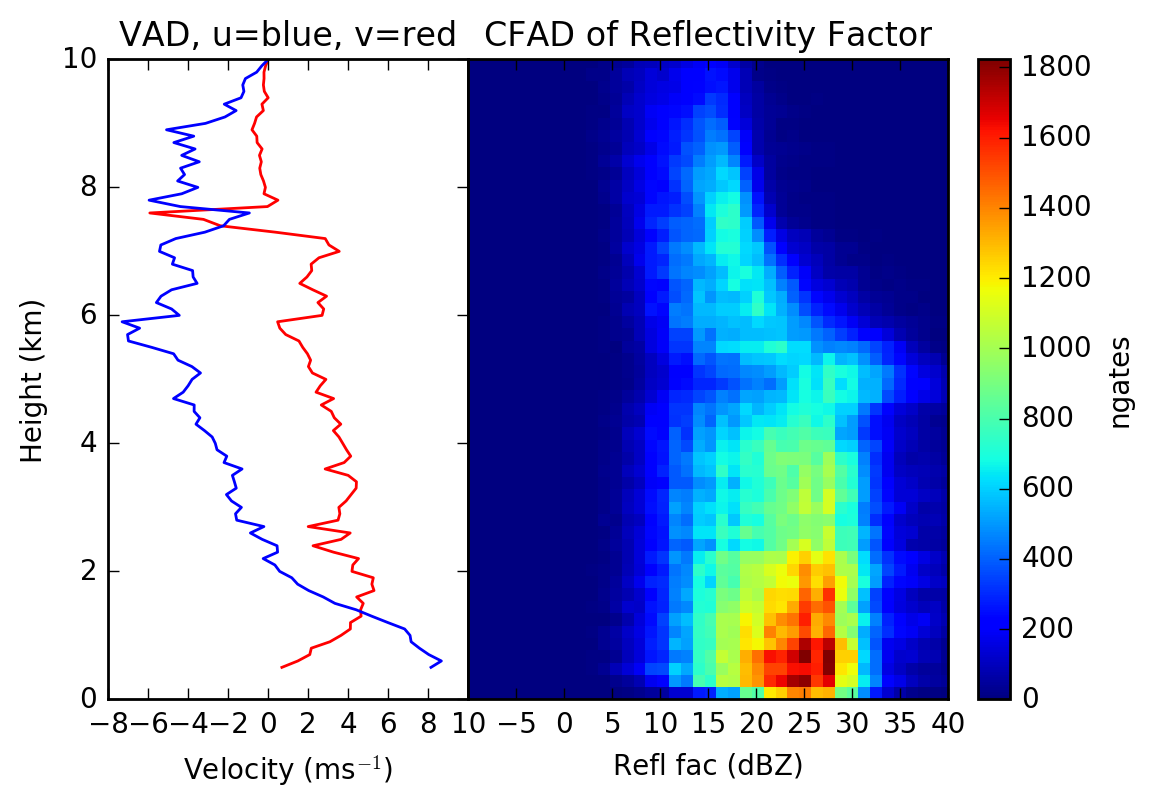 VAD, u=blue, v=red CFAD of Reflectivity Factor
10
8
6
4
2
0
Height (km)
−8 −6 −4 −2 0 2 4 6 8 10 −5 0 5 10 15 20 25 30 35 40
Velocity (ms⁻¹)
Refl fac (dBZ)
1800
1600
1400
1200
1000
800
600
400
200
0
ngates